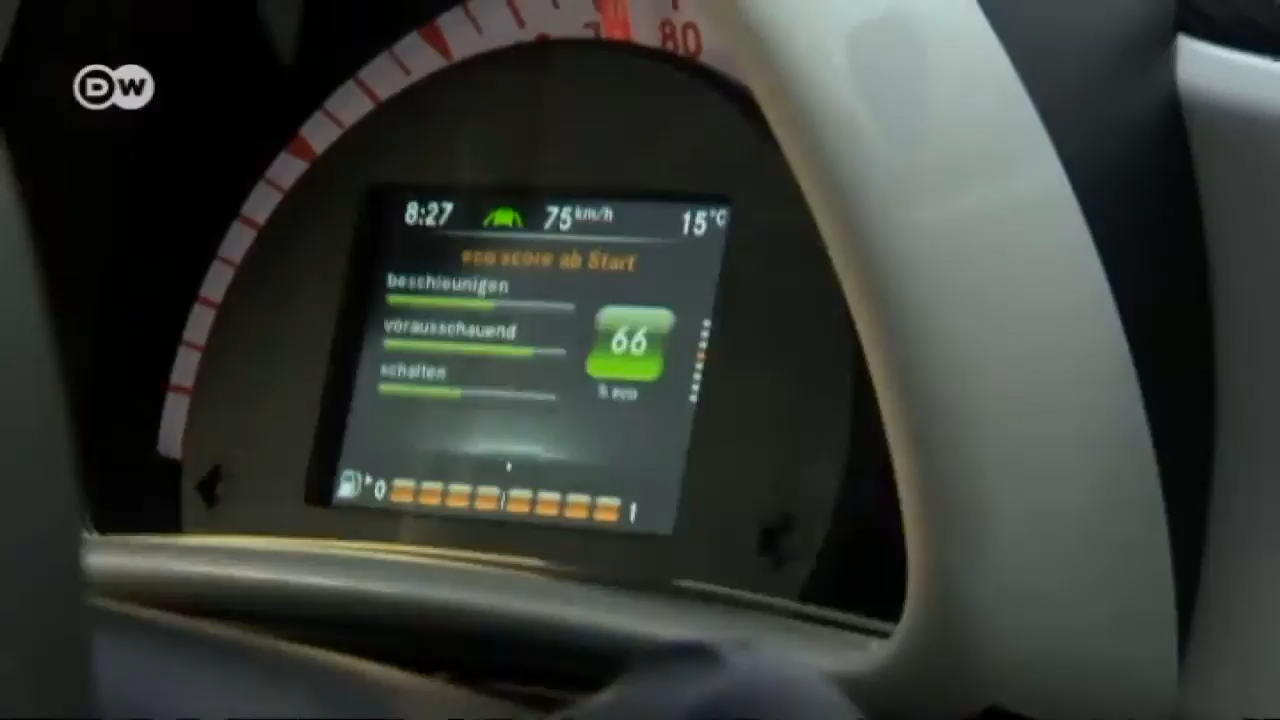 DW
80
8:27 75 km/h 15°C
eco score ab Start
beschleunigen
vorausschauend
66
schalten
% eco
0 1